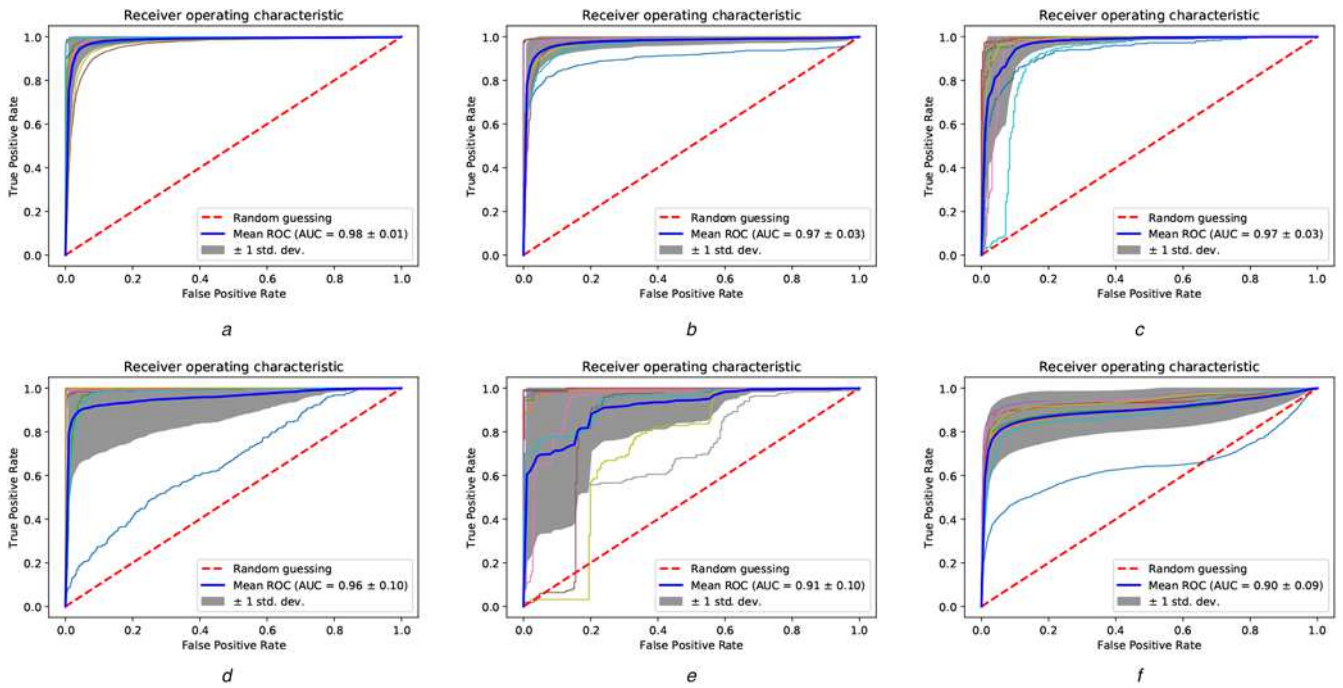 Receiver operating characteristic
1.0
0.8
0.6
0.4
0.2
0.0
True Positive Rate
Random guessing
Mean ROC (AUC = 0.98 ± 0.01)
± 1 std. dev.
0.0 0.2 0.4 0.6 0.8 1.0
False Positive Rate
a
Receiver operating characteristic
1.0
0.8
0.6
0.4
0.2
0.0
True Positive Rate
Random guessing
Mean ROC (AUC = 0.97 ± 0.03)
± 1 std. dev.
0.0 0.2 0.4 0.6 0.8 1.0
False Positive Rate
b
Receiver operating characteristic
1.0
0.8
0.6
0.4
0.2
0.0
True Positive Rate
Random guessing
Mean ROC (AUC = 0.97 ± 0.03)
± 1 std. dev.
0.0 0.2 0.4 0.6 0.8 1.0
False Positive Rate
c
Receiver operating characteristic
1.0
0.8
0.6
0.4
0.2
0.0
True Positive Rate
Random guessing
Mean ROC (AUC = 0.96 ± 0.10)
± 1 std. dev.
0.0 0.2 0.4 0.6 0.8 1.0
False Positive Rate
d
Receiver operating characteristic
1.0
0.8
0.6
0.4
0.2
0.0
True Positive Rate
Random guessing
Mean ROC (AUC = 0.91 ± 0.10)
± 1 std. dev.
0.0 0.2 0.4 0.6 0.8 1.0
False Positive Rate
e
Receiver operating characteristic
1.0
0.8
0.6
0.4
0.2
0.0
True Positive Rate
Random guessing
Mean ROC (AUC = 0.90 ± 0.09)
± 1 std. dev.
0.0 0.2 0.4 0.6 0.8 1.0
False Positive Rate
f